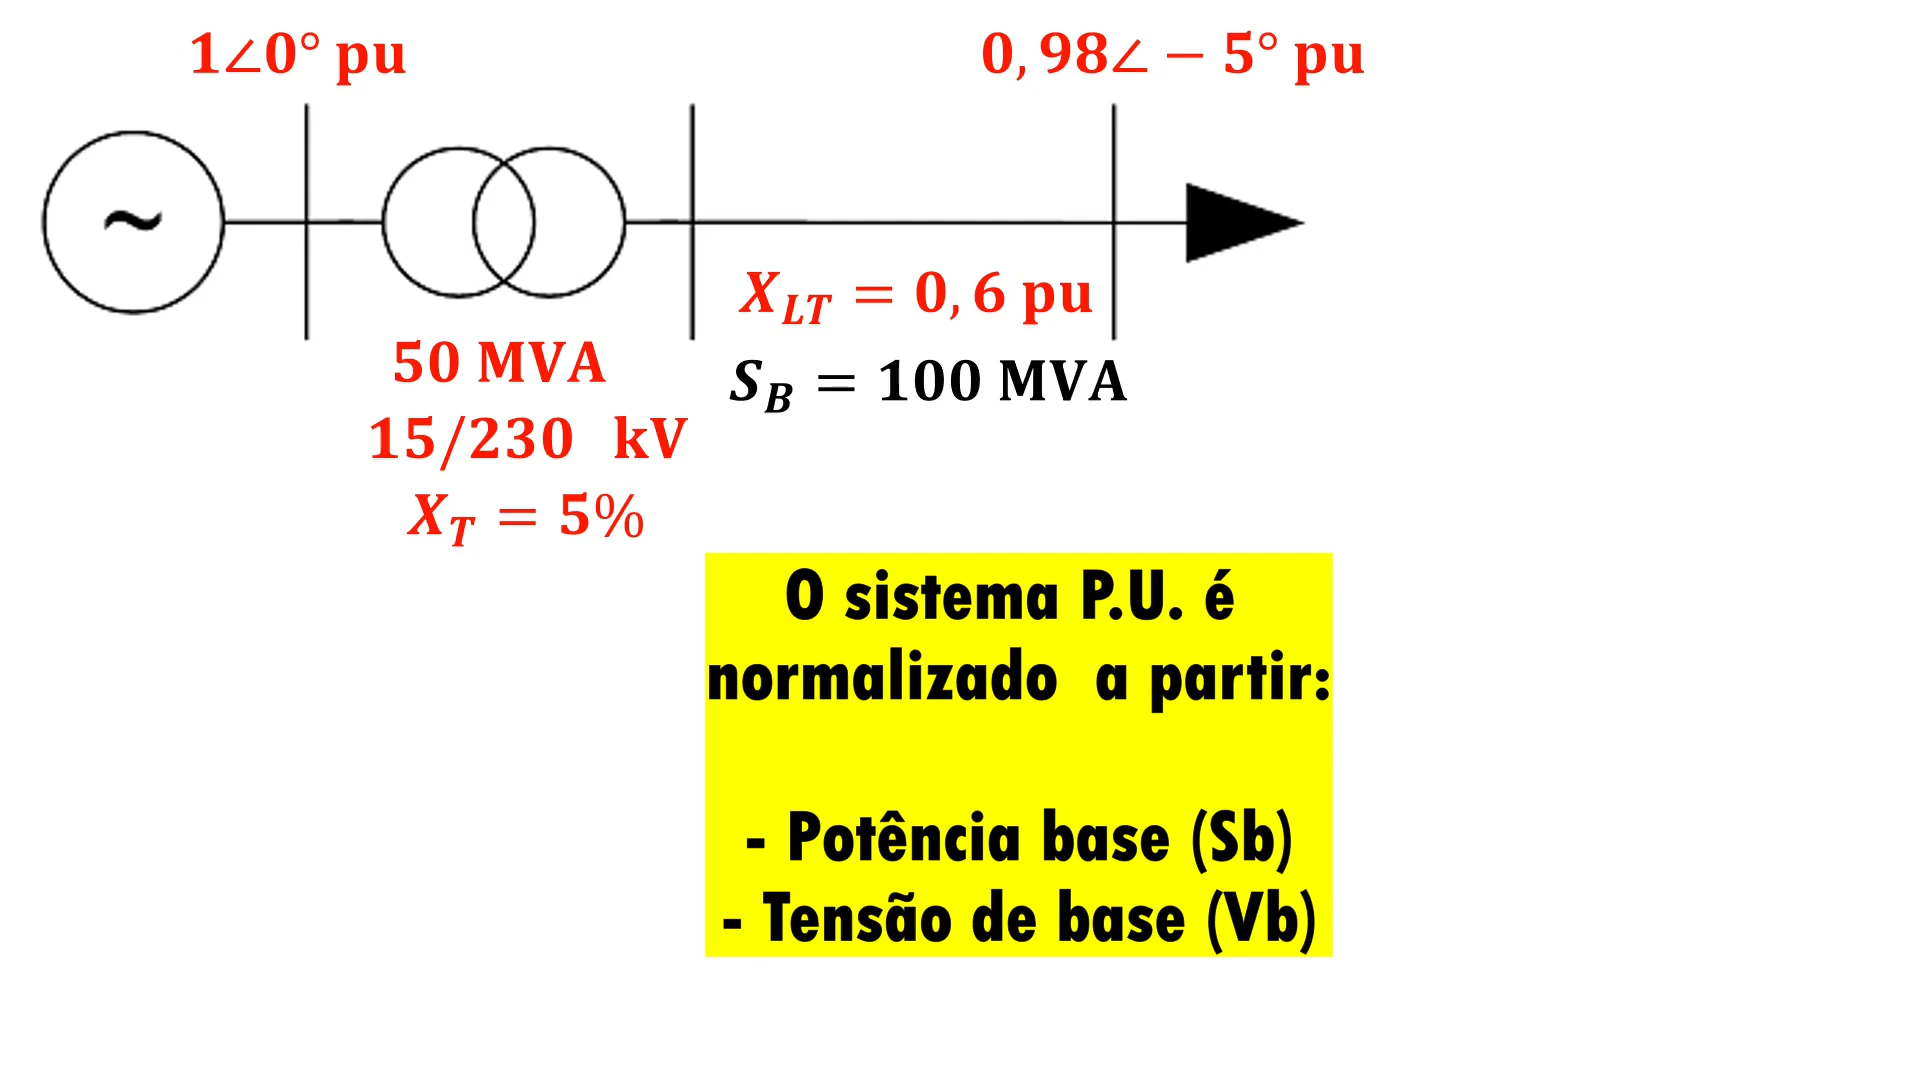 1∠0° pu
0,98∠ − 5° pu
~
X_LT = 0,6 pu
50 MVA
S_B = 100 MVA
15/230 kV
X_T = 5%
O sistema P.U. é
normalizado a partir:
- Potência base (Sb)
- Tensão de base (Vb)